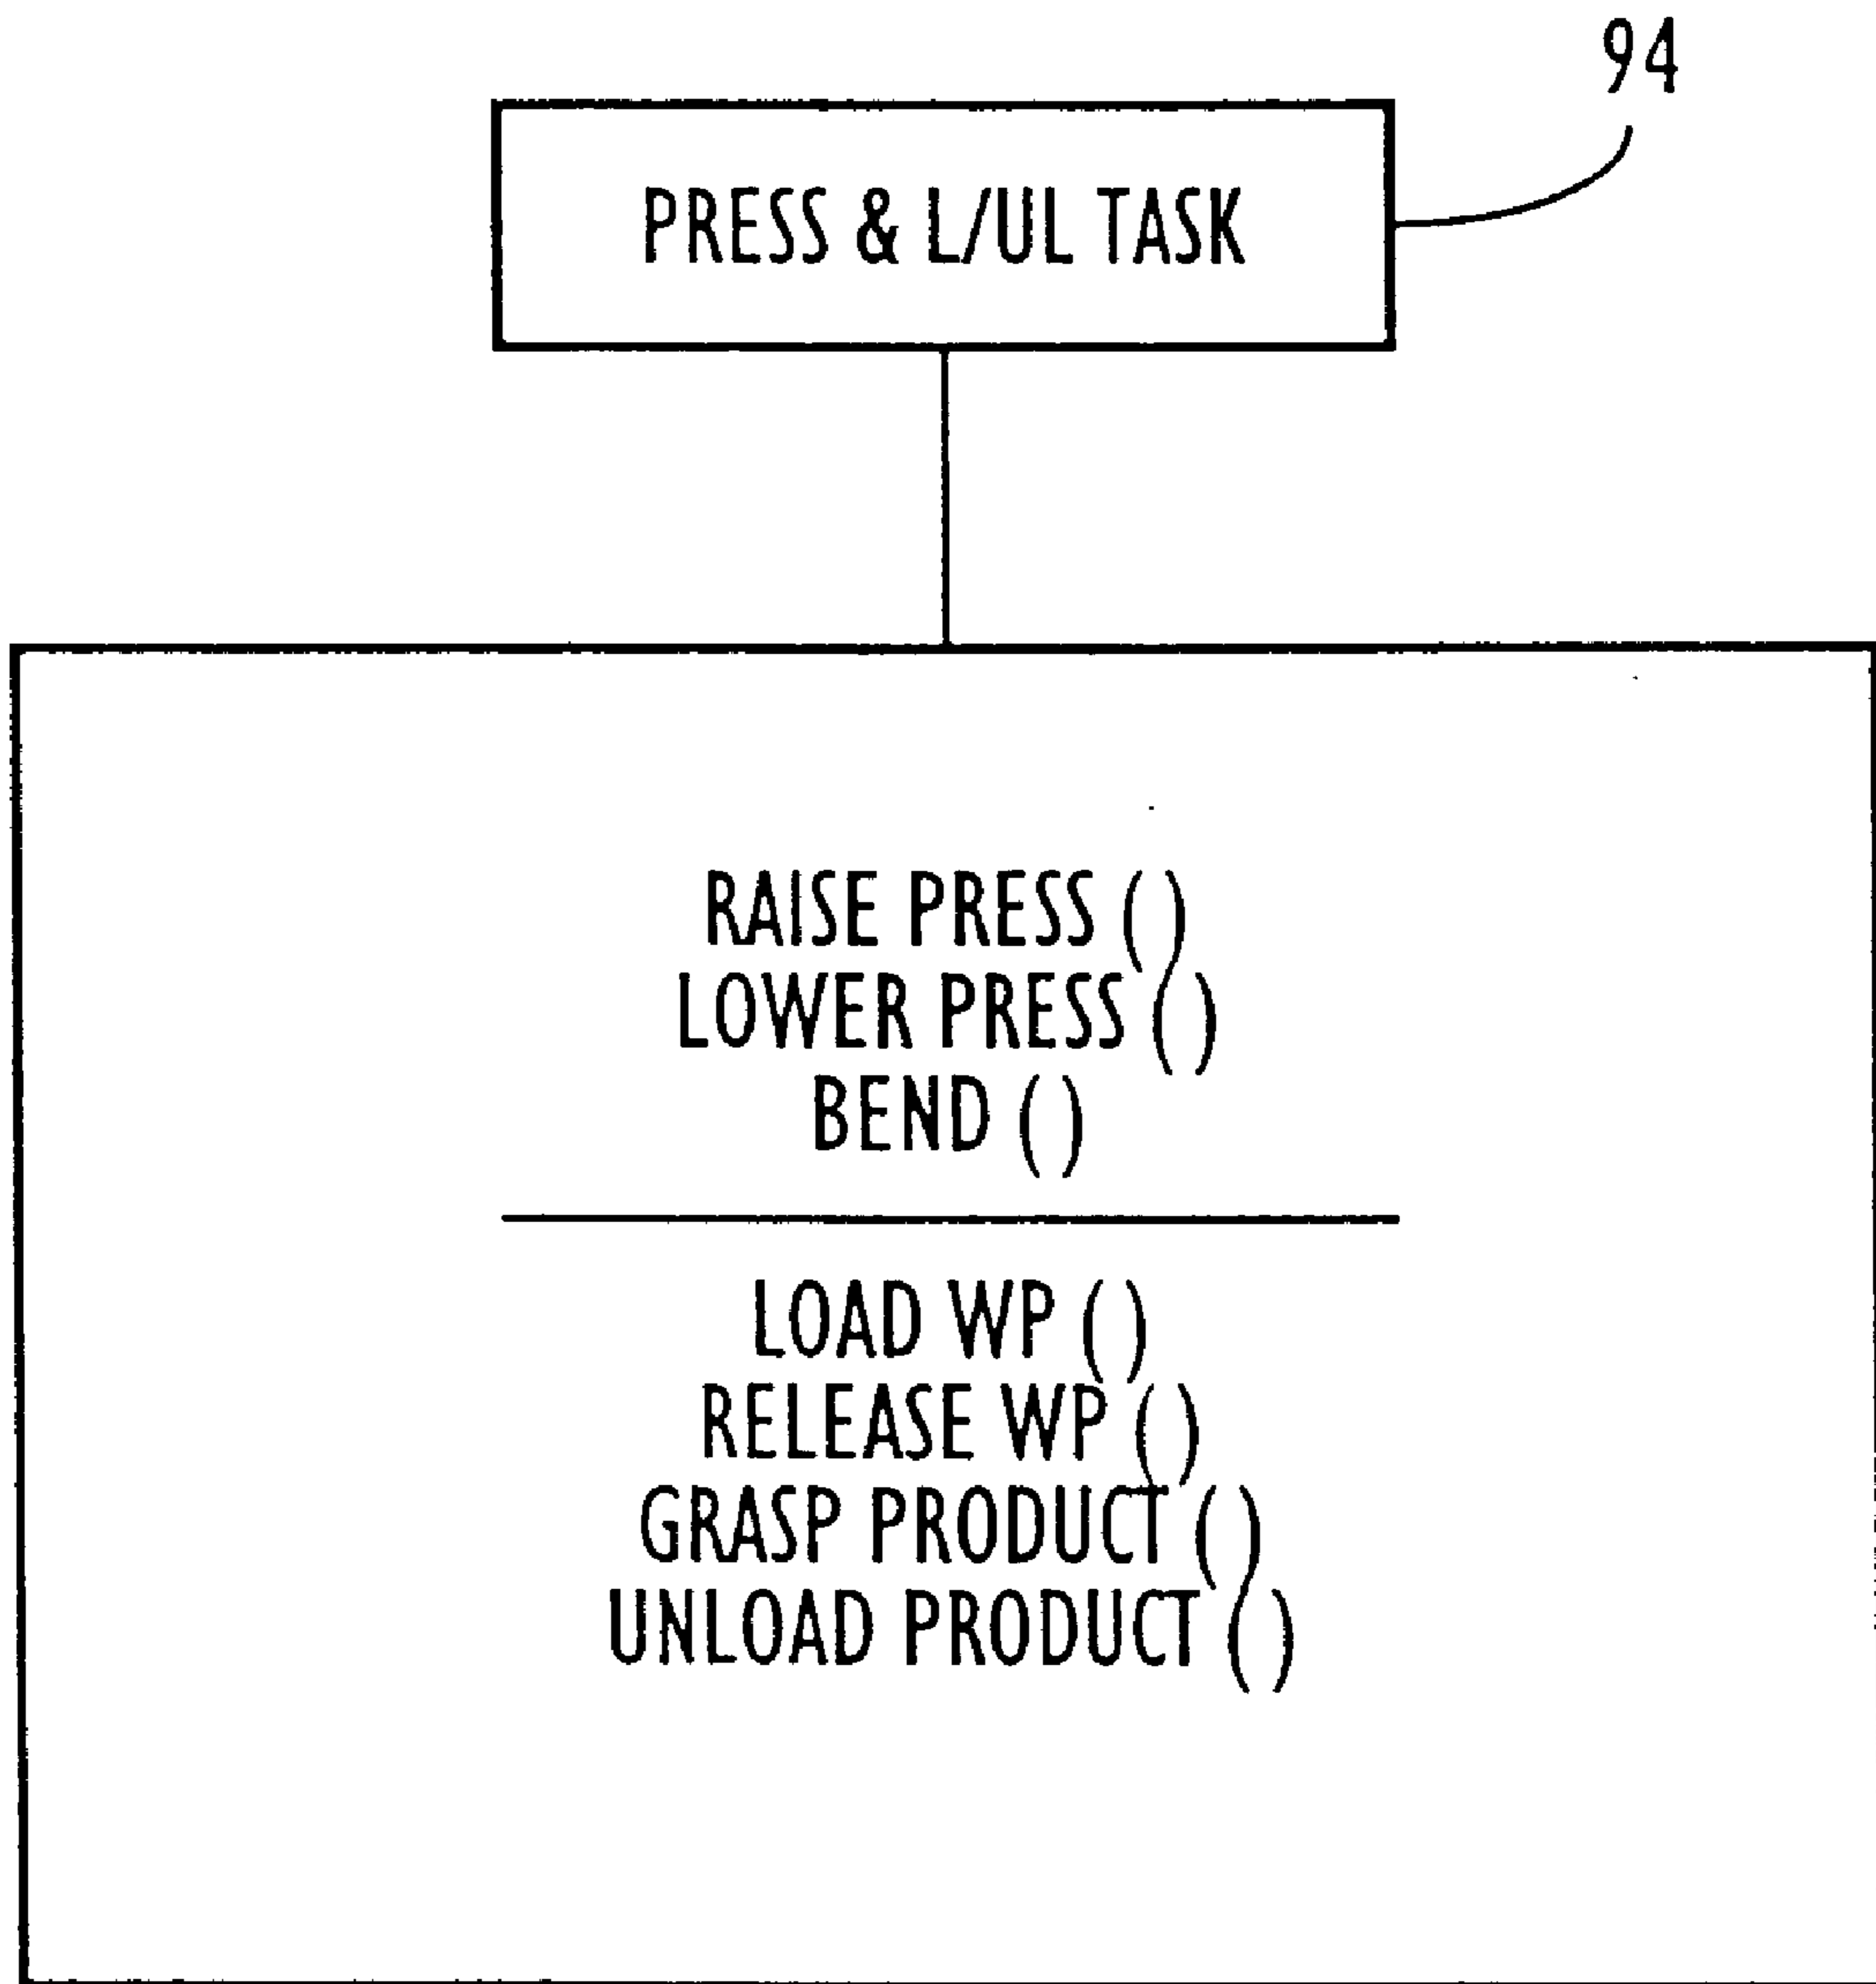 94
PRESS & L/UL TASK
RAISE PRESS ( )
LOWER PRESS ( )
BEND ( )
LOAD WP ( )
RELEASE WP ( )
GRASP PRODUCT ( )
UNLOAD PRODUCT ( )